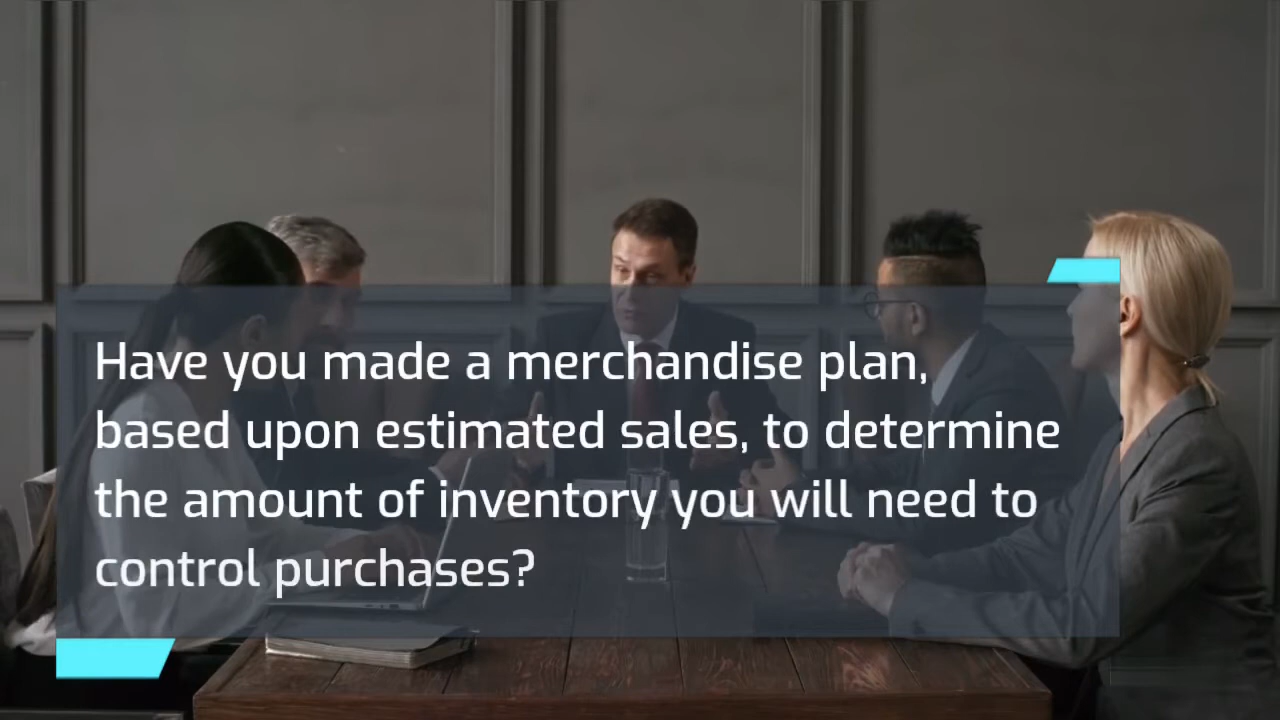 Have you made a merchandise plan,
based upon estimated sales, to determine
the amount of inventory you will need to
control purchases?